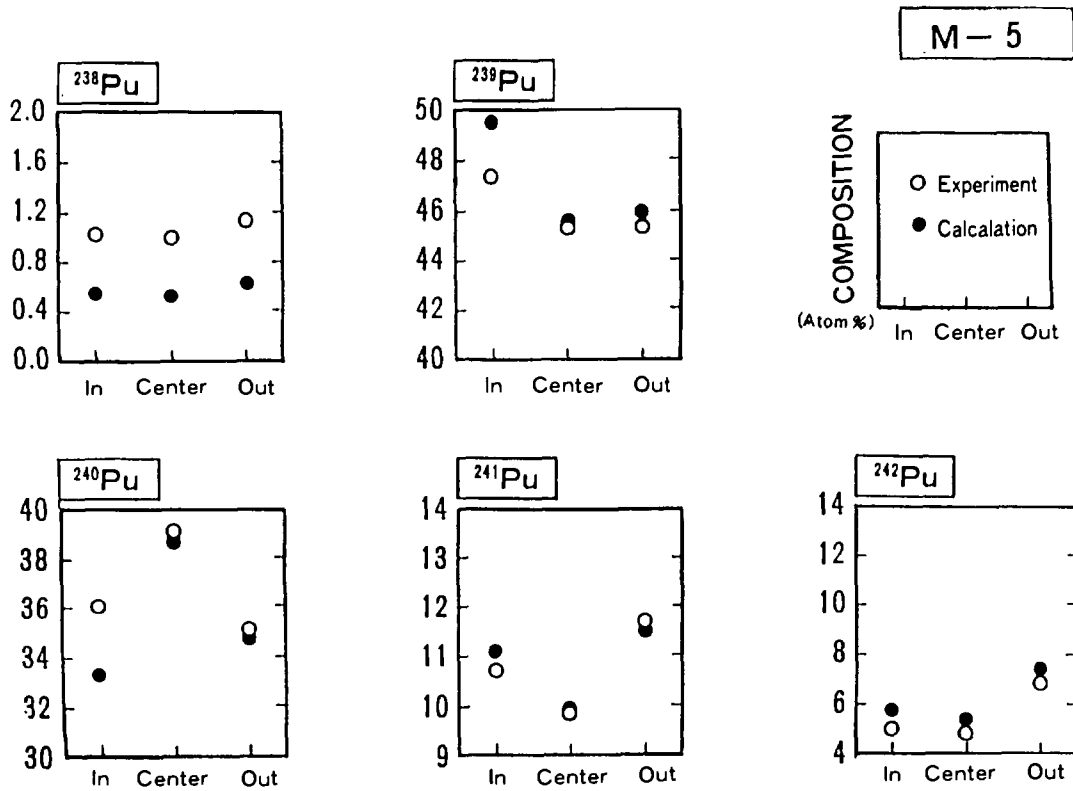 M - 5
²³⁸Pu
2.0
1.6
1.2
0.8
0.4
0.0
In Center Out
²³⁹Pu
50
48
46
44
42
40
In Center Out
COMPOSITION
(Atom %)
Experiment
Calcalation
In Center Out
²⁴⁰Pu
40
38
36
34
32
30
In Center Out
²⁴¹Pu
14
13
12
11
10
9
In Center Out
²⁴²Pu
14
12
10
8
6
4
In Center Out